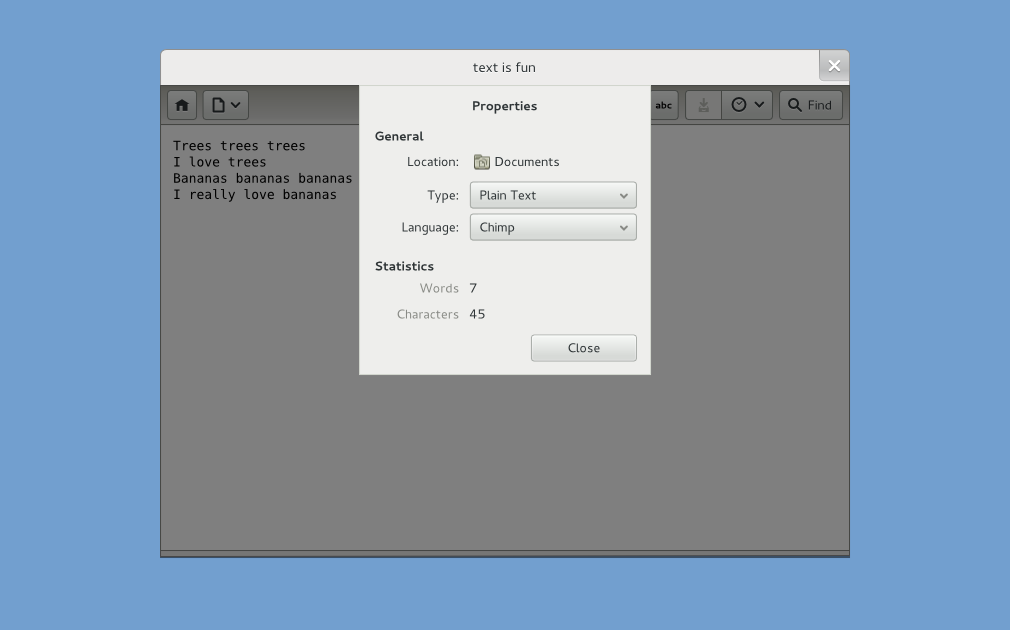 text is fun
abc
Find
Properties
General
Location: Documents
Type: Plain Text
Language: Chimp
Statistics
Words 7
Characters 45
Close
Trees trees trees
I love trees
Bananas bananas bananas
I really love bananas